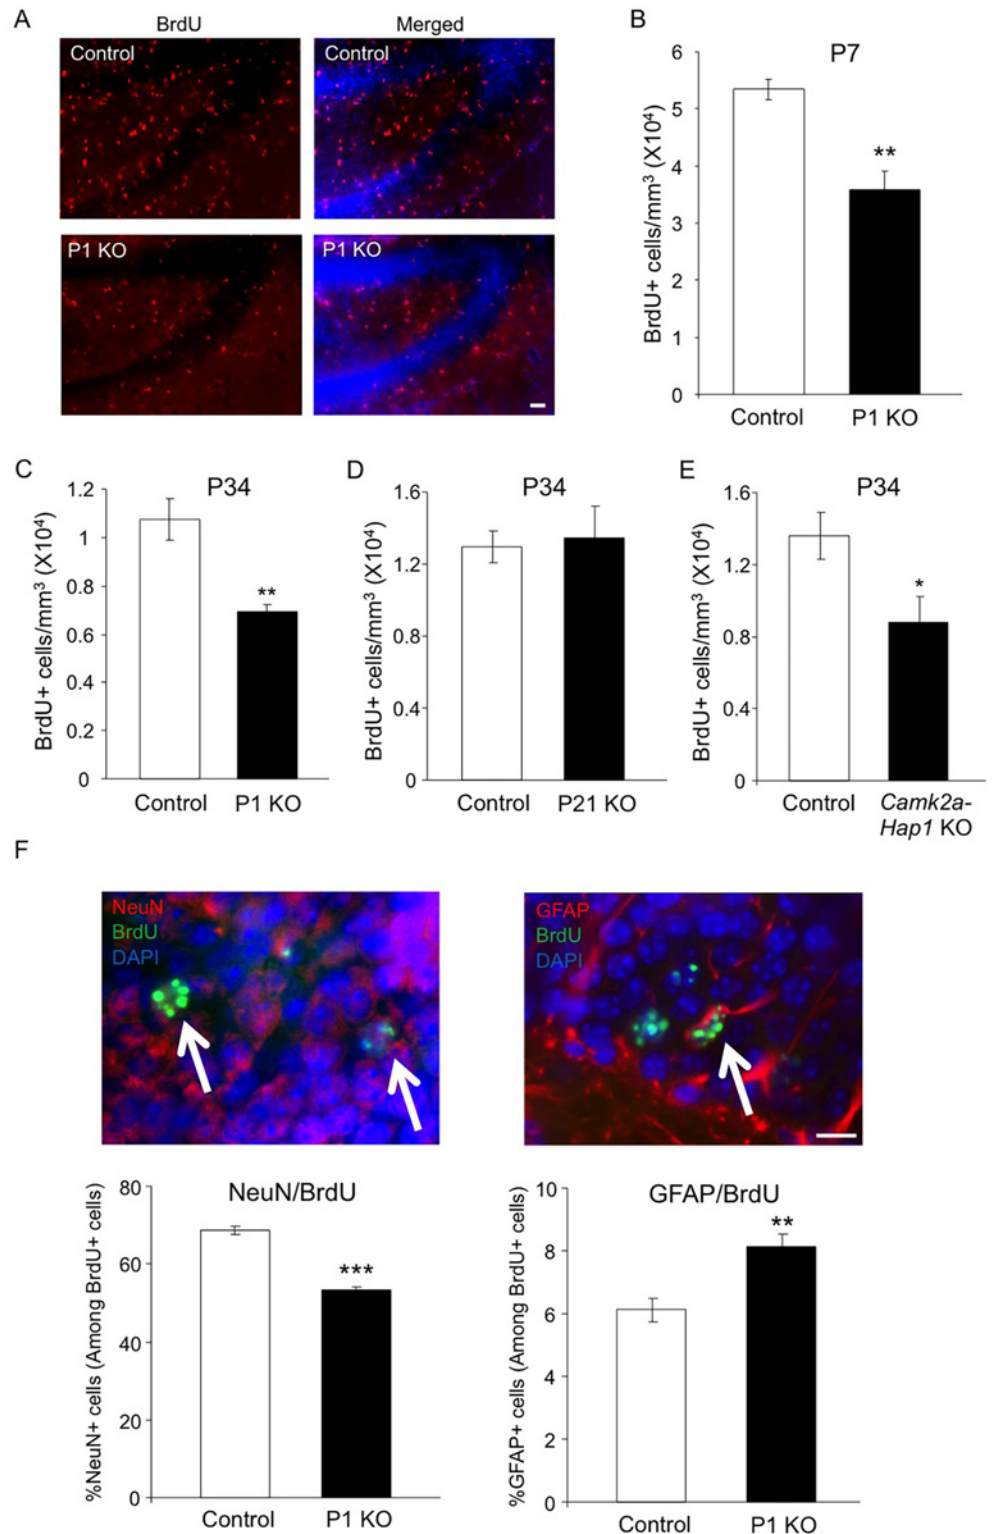 A
BrdU
Merged
Control
Control
P1 KO
P1 KO
B
P7
BrdU+ cells/mm³ (X10⁴)
6
5
4
3
2
1
0
**
Control
P1 KO
C
P34
BrdU+ cells/mm³ (X10⁴)
1.2
1
0.8
0.6
0.4
0.2
0
**
Control
P1 KO
D
P34
BrdU+ cells/mm³ (X10⁴)
1.6
1.2
0.8
0.4
0
Control
P21 KO
E
P34
BrdU+ cells/mm³ (X10⁴)
1.6
1.2
0.8
0.4
0
*
Control
Camk2a-
Hap1 KO
F
NeuN
BrdU
DAPI
GFAP
BrdU
DAPI
NeuN/BrdU
%NeuN+ cells (Among BrdU+ cells)
80
60
40
20
0
***
Control
P1 KO
GFAP/BrdU
%GFAP+ cells (Among BrdU+ cells)
10
8
6
4
2
0
**
Control
P1 KO